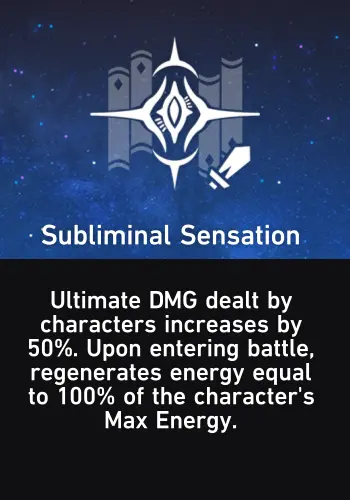 Subliminal Sensation
Ultimate DMG dealt by
characters increases by
50%. Upon entering battle,
regenerates energy equal
to 100% of the character's
Max Energy.